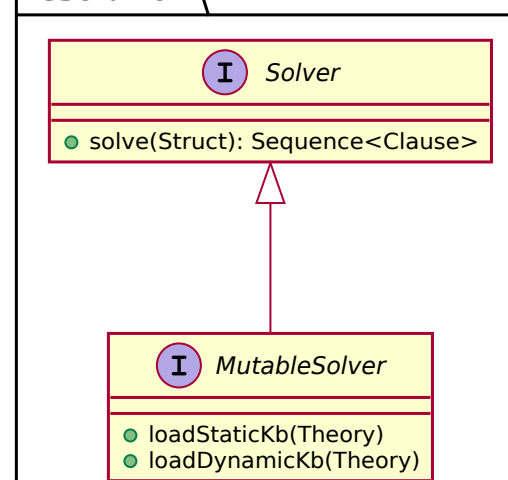 I Solver
solve(Struct): Sequence<Clause>
I MutableSolver
loadStaticKb(Theory)
loadDynamicKb(Theory)